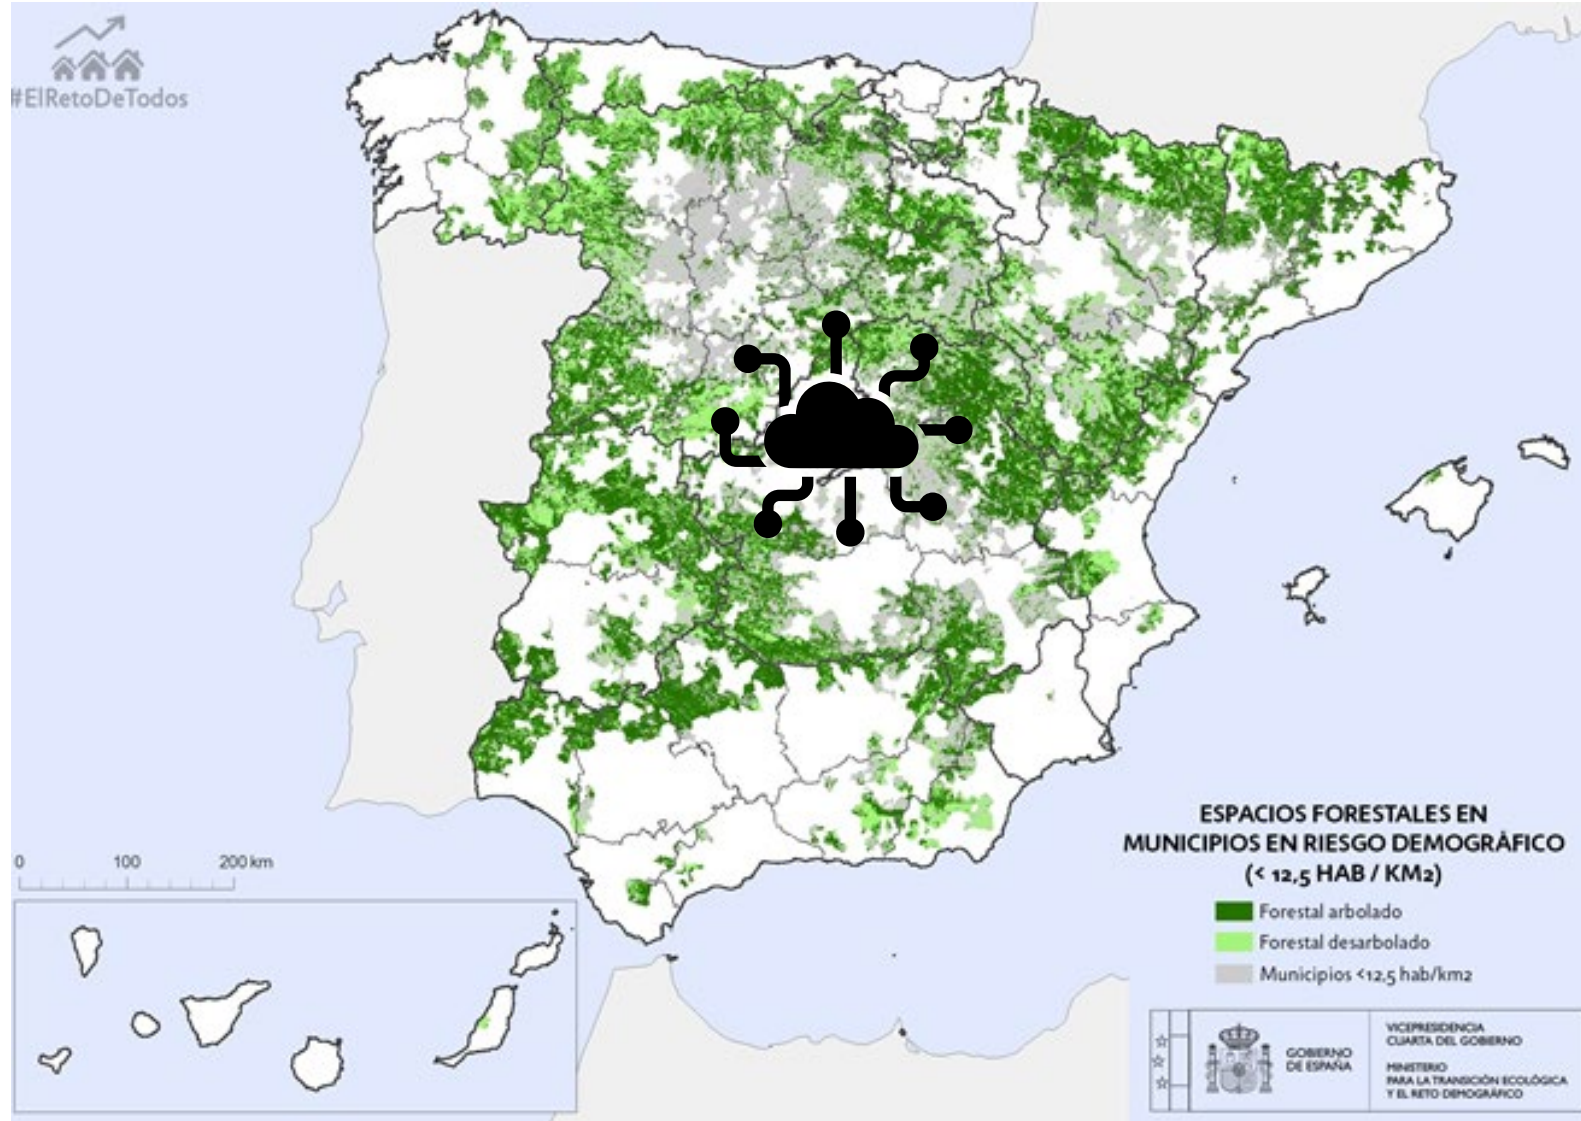 #ElRetoDeTodos
0 100 200 km
ESPACIOS FORESTALES EN
MUNICIPIOS EN RIESGO DEMOGRÁFICO
(< 12,5 HAB / KM2)
Forestal arbolado
Forestal desarbolado
Municipios <12,5 hab/km2
GOBIERNO
DE ESPAÑA
VICEPRESIDENCIA
CUARTA DEL GOBIERNO
MINISTERIO
PARA LA TRANSICIÓN ECOLÓGICA
Y EL RETO DEMOGRÁFICO